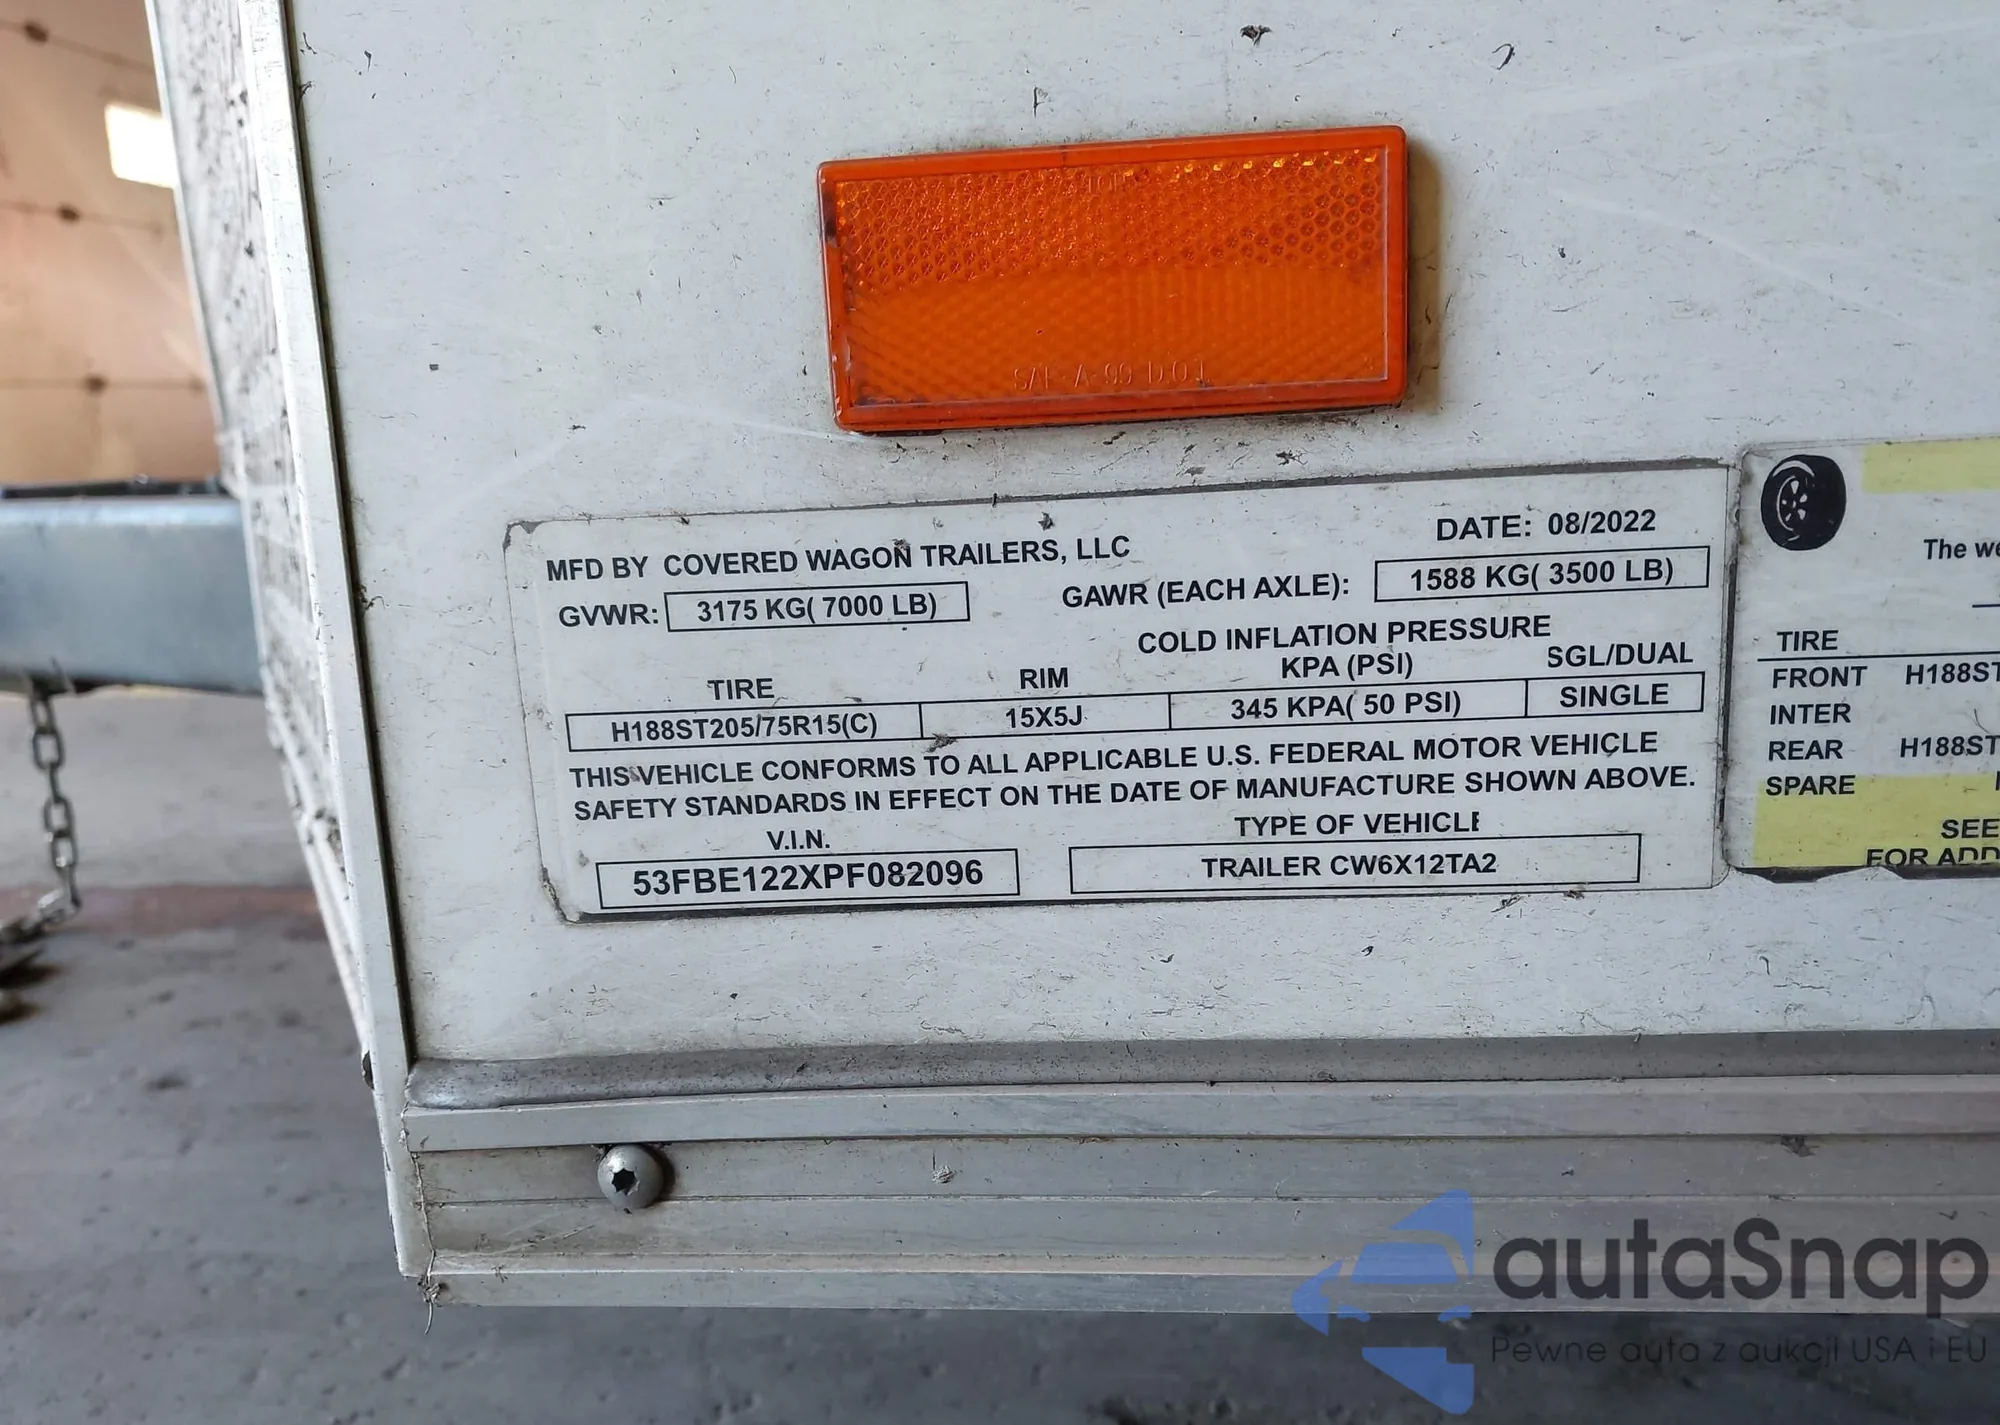 SAE-A-99 D.O.T
MFD BY COVERED WAGON TRAILERS, LLC
DATE: 08/2022
GVWR: 3175 KG( 7000 LB)
GAWR (EACH AXLE): 1588 KG( 3500 LB)
COLD INFLATION PRESSURE
TIRE RIM KPA (PSI) SGL/DUAL
H188ST205/75R15(C) 15X5J 345 KPA( 50 PSI) SINGLE
THIS VEHICLE CONFORMS TO ALL APPLICABLE U.S. FEDERAL MOTOR VEHICLE
SAFETY STANDARDS IN EFFECT ON THE DATE OF MANUFACTURE SHOWN ABOVE.
V.I.N. TYPE OF VEHICLE
53FBE122XPF082096 TRAILER CW6X12TA2
The
TIRE
FRONT H188ST
INTER
REAR H188ST
SPARE
SEE
FOR ADD
autaSnap
Pewne auta z aukcji USA i EU